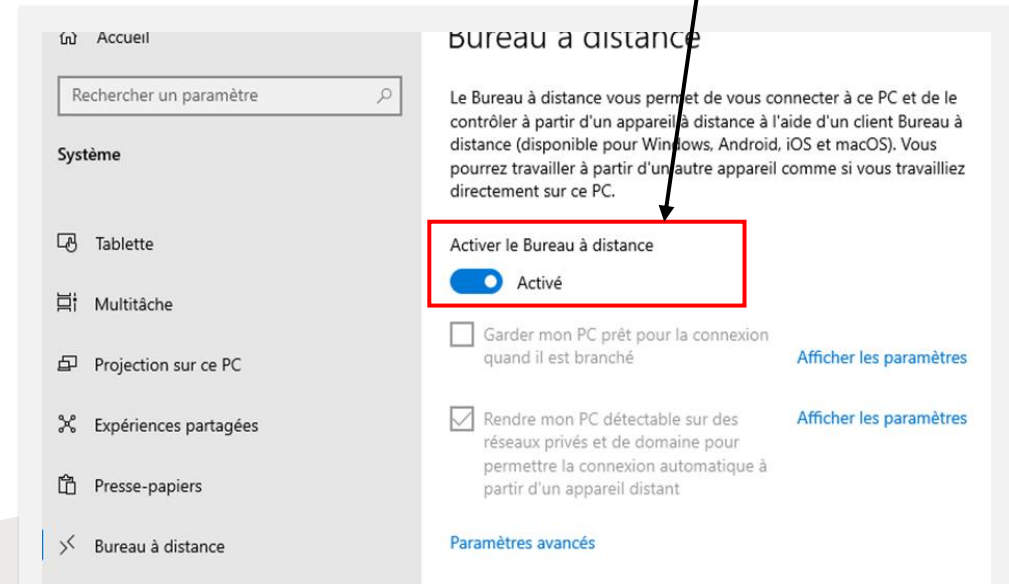 Accueil
Rechercher un paramètre
Système
Tablette
Multitâche
Projection sur ce PC
Expériences partagées
Presse-papiers
Bureau à distance
Bureau à distance
Le Bureau à distance vous permet de vous connecter à ce PC et de le
contrôler à partir d'un appareil à distance à l'aide d'un client Bureau à
distance (disponible pour Windows, Android, iOS et macOS). Vous
pourrez travailler à partir d'un autre appareil comme si vous travailliez
directement sur ce PC.
Activer le Bureau à distance
Activé
Garder mon PC prêt pour la connexion
quand il est branché
Afficher les paramètres
Rendre mon PC détectable sur des
réseaux privés et de domaine pour
permettre la connexion automatique à
partir d'un appareil distant
Afficher les paramètres
Paramètres avancés